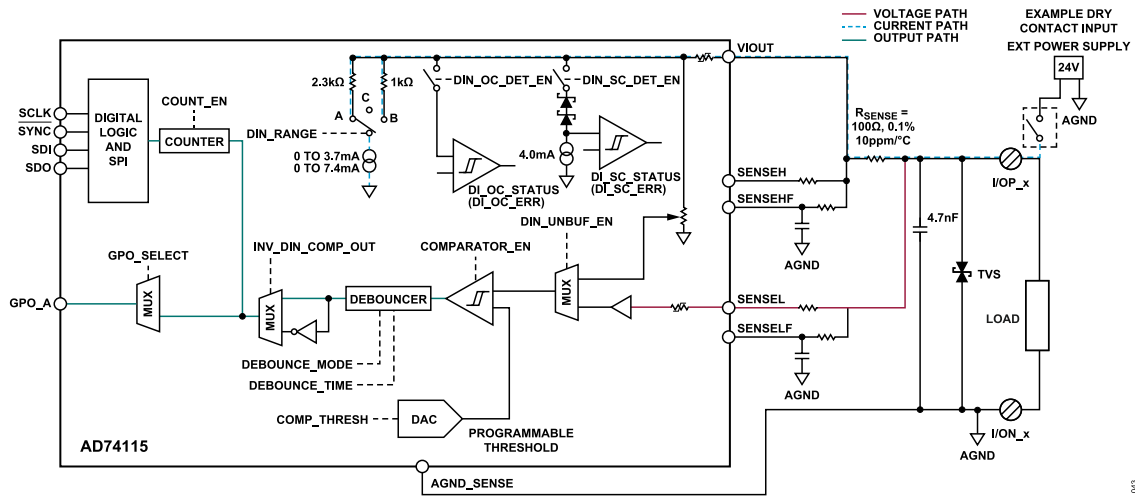 VOLTAGE PATH
CURRENT PATH
OUTPUT PATH
EXAMPLE DRY
CONTACT INPUT
EXT POWER SUPPLY
24V
AGND
VIOUT
2.3kΩ
1kΩ
DIN_OC_DET_EN
DIN_SC_DET_EN
C
A
B
SCLK
SYNC
SDI
SDO
DIGITAL
LOGIC
AND
SPI
COUNT_EN
COUNTER
DIN_RANGE
0 TO 3.7mA
0 TO 7.4mA
4.0mA
DI_OC_STATUS
(DI_OC_ERR)
DI_SC_STATUS
(DI_SC_ERR)
RSENSE =
100Ω, 0.1%
10ppm/°C
I/OP_x
SENSEH
SENSEHF
AGND
4.7nF
TVS
LOAD
DIN_UNBUF_EN
GPO_SELECT
INV_DIN_COMP_OUT
COMPARATOR_EN
GPO_A
MUX
MUX
DEBOUNCER
MUX
SENSEL
SENSELF
AGND
DEBOUNCE_MODE
DEBOUNCE_TIME
COMP_THRESH
DAC
PROGRAMMABLE
THRESHOLD
AD74115
AGND_SENSE
AGND
I/ON_x
043